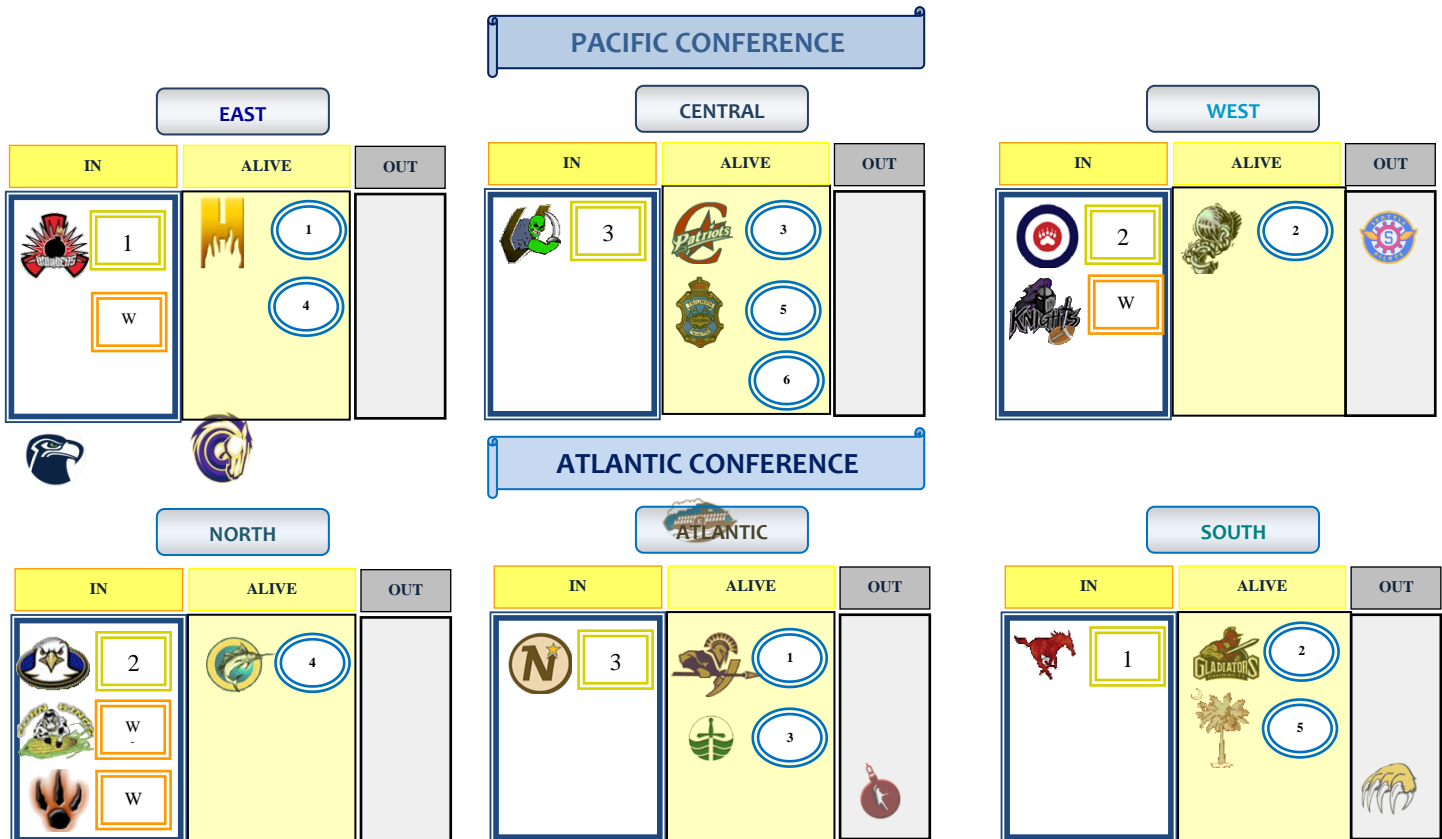 PACIFIC CONFERENCE
EAST
CENTRAL
WEST
IN ALIVE OUT
IN ALIVE OUT
IN ALIVE OUT
1 1
W 4
3 Patriots 3
5
6
2 2 SEATTLE S PILOTS
KNIGHTS W
ATLANTIC CONFERENCE
NORTH
ATLANTIC
SOUTH
IN ALIVE OUT
IN ALIVE OUT
IN ALIVE OUT
2 4
W
-
W
N 3 1
3
1 GLADIATORS 2
5